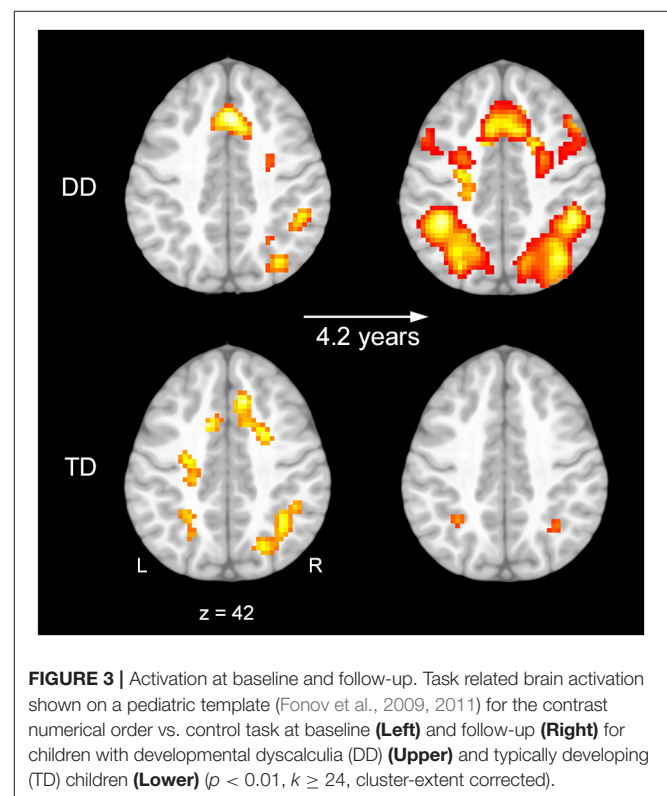 DD
4.2 years
TD
L
R
z = 42
FIGURE 3 | Activation at baseline and follow-up. Task related brain activation
shown on a pediatric template (Fonov et al., 2009, 2011) for the contrast
numerical order vs. control task at baseline (Left) and follow-up (Right) for
children with developmental dyscalculia (DD) (Upper) and typically developing
(TD) children (Lower) (p < 0.01, k ≥ 24, cluster-extent corrected).